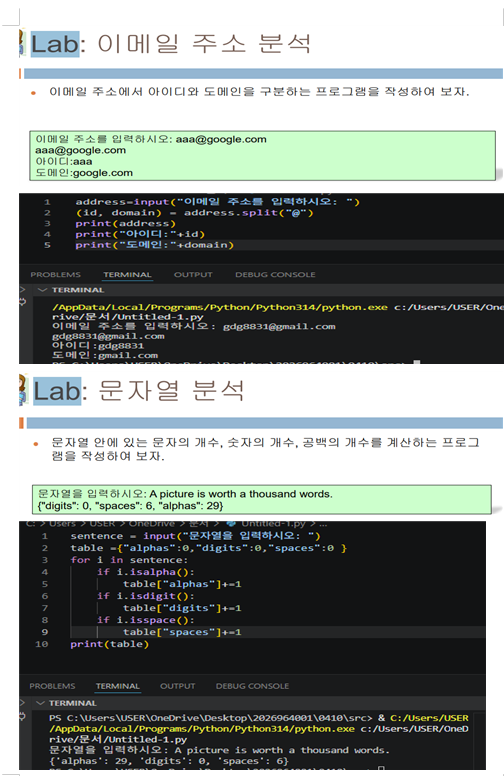 Lab: 이메일 주소 분석
• 이메일 주소에서 아이디와 도메인을 구분하는 프로그램을 작성하여 보자.
이메일 주소를 입력하시오: aaa@google.com
aaa@google.com
아이디:aaa
도메인:google.com
1 address=input("이메일 주소를 입력하시오: ")
2 (id, domain) = address.split("@")
3 print(address)
4 print("아이디:"+id)
5 print("도메인:"+domain)
PROBLEMS TERMINAL OUTPUT DEBUG CONSOLE
TERMINAL
/AppData/Local/Programs/Python/Python314/python.exe c:/Users/USER/One
rive/문서/Untitled-1.py
이메일 주소를 입력하시오: gdg8831@gmail.com
gdg8831@gmail.com
아이디:gdg8831
도메인:gmail.com
Lab: 문자열 분석
• 문자열 안에 있는 문자의 개수, 숫자의 개수, 공백의 개수를 계산하는 프로그
램을 작성하여 보자.
문자열을 입력하시오: A picture is worth a thousand words.
{"digits": 0, "spaces": 6, "alphas": 29}
C: > Users > USER > OneDrive > 문서 > Untitled-1.py > ...
1 sentence = input("문자열을 입력하시오: ")
2 table ={"alphas":0,"digits":0,"spaces":0 }
3 for i in sentence:
4 if i.isalpha():
5 table["alphas"]+=1
6 if i.isdigit():
7 table["digits"]+=1
8 if i.isspace():
9 table["spaces"]+=1
10 print(table)
PROBLEMS TERMINAL OUTPUT DEBUG CONSOLE
TERMINAL
PS C:\Users\USER\OneDrive\Desktop\2026964001\0410\src> & C:/Users/USER
/AppData/Local/Programs/Python/Python314/python.exe c:/Users/USER/OneD
rive/문서/Untitled-1.py
문자열을 입력하시오: A picture is worth a thousand words.
{'alphas': 29, 'digits': 0, 'spaces': 6}